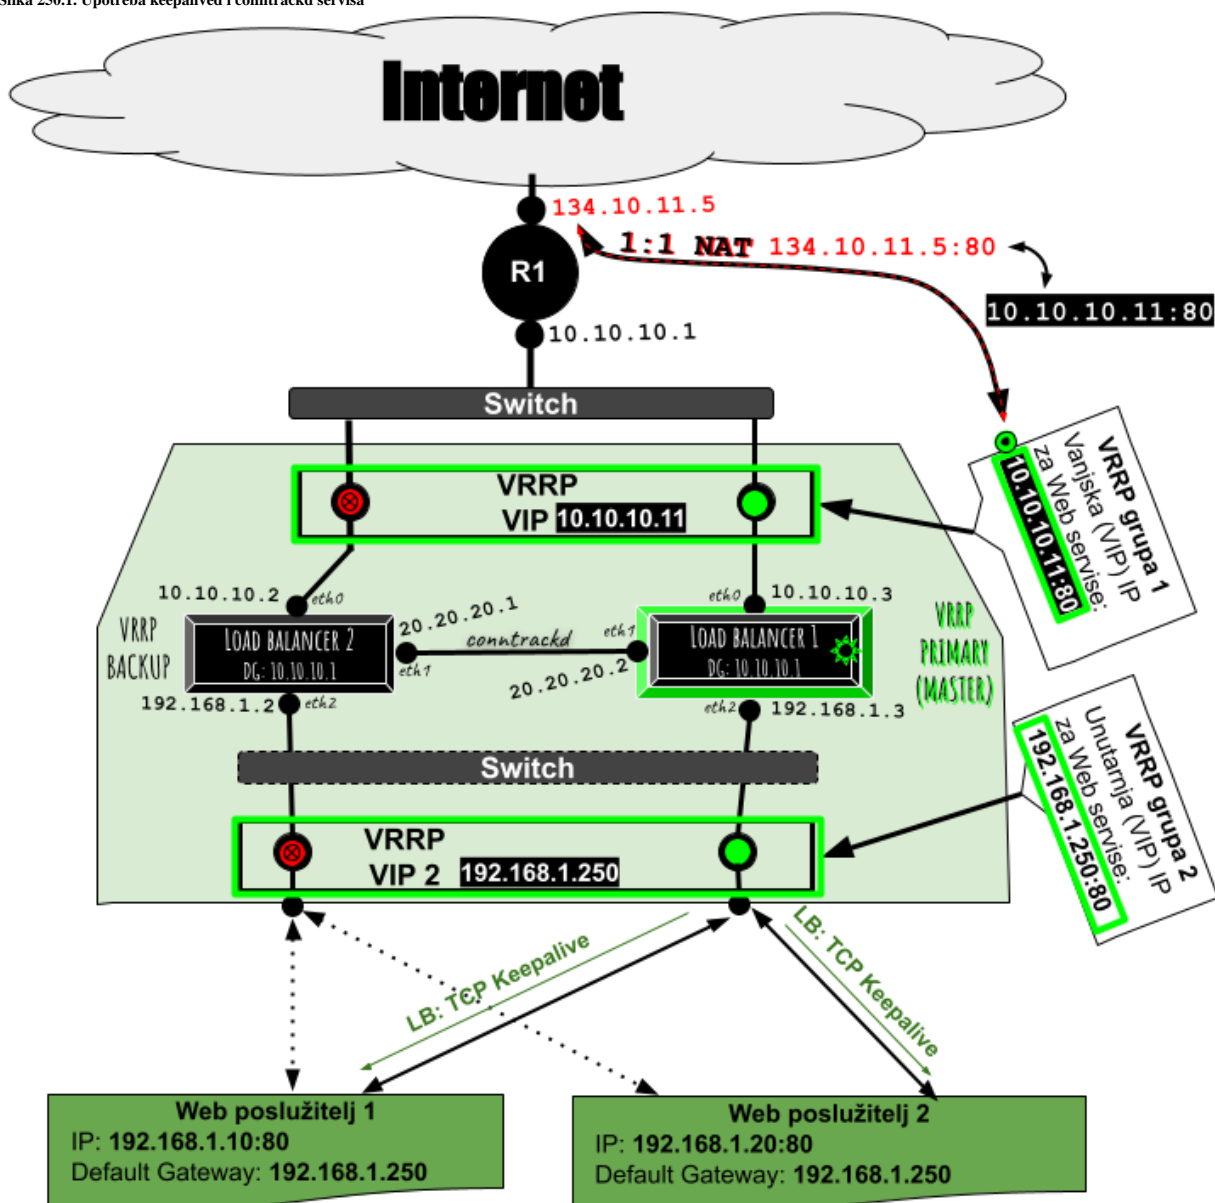 Slika 230.1. Upotreba keepalived i conntrackd servisa
Internet
134.10.11.5
1:1 NAT 134.10.11.5:80
10.10.10.11:80
R1
10.10.10.1
Switch
VRRP
VIP 10.10.10.11
VRRP grupa 1
Vanjska (VIP) IP
za Web servise:
10.10.10.11:80
10.10.10.2
eth0
eth0
10.10.10.3
VRRP
BACKUP
LOAD BALANCER 2
DG: 10.10.10.1
20.20.20.1
eth1
conntrackd
eth1
20.20.20.2
LOAD BALANCER 1
DG: 10.10.10.1
VRRP
PRIMARY
(MASTER)
192.168.1.2
eth2
eth2
192.168.1.3
Switch
VRRP
VIP 2 192.168.1.250
VRRP grupa 2
Unutarnja (VIP) IP
za Web servise:
192.168.1.250:80
LB: TCP Keepalive
LB: TCP Keepalive
Web poslužitelj 1
IP: 192.168.1.10:80
Default Gateway: 192.168.1.250
Web poslužitelj 2
IP: 192.168.1.20:80
Default Gateway: 192.168.1.250